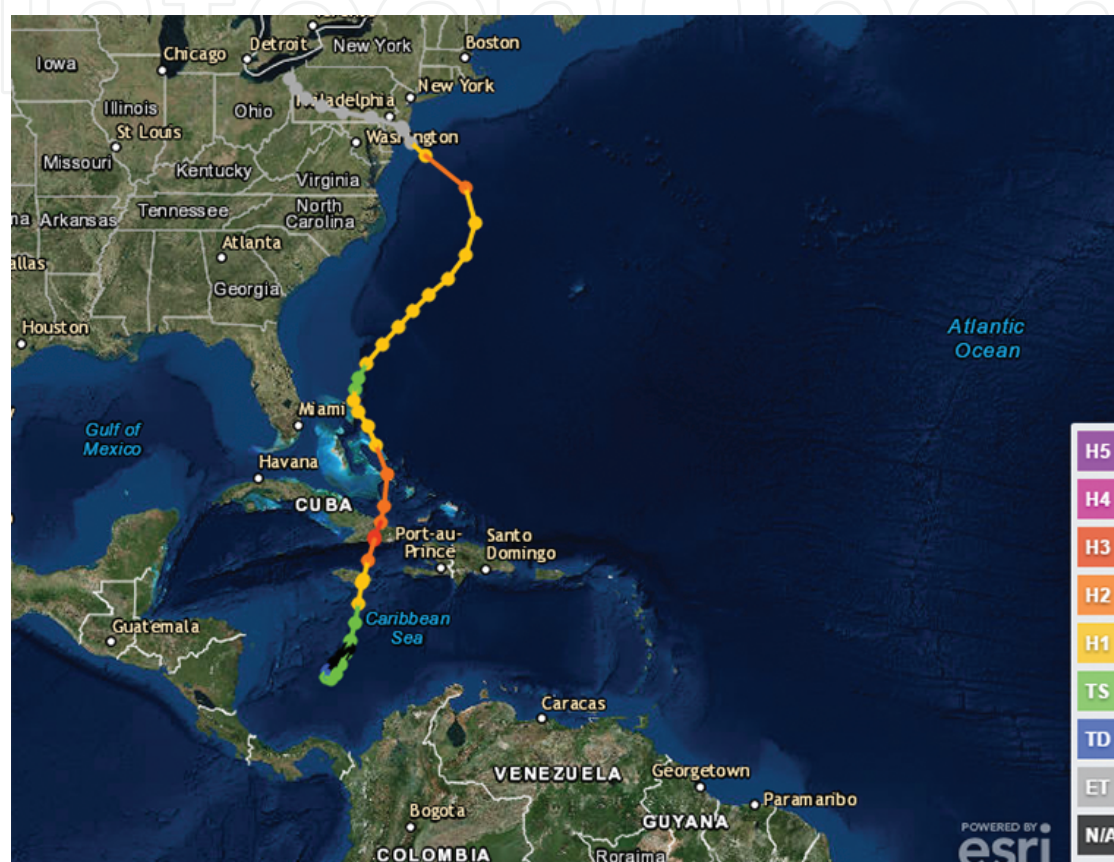 Chicago
Detroit
New York
Boston
Iowa
Illinois
Ohio
Philadelphia
New York
St Louis
Washington
Missouri
Kentucky
Virginia
ma
Arkansas
Tennessee
North
Carolina
allas
Atlanta
Georgia
Houston
Atlantic
Ocean
Miami
Gulf of
Mexico
Havana
CUBA
Port-au-
Prince
Santo
Domingo
Guatemala
Caribbean
Sea
Caracas
VENEZUELA
Georgetown
Paramaribo
Bogota
GUYANA
COLOMBIA
Roraima
H5
H4
H3
H2
H1
TS
TD
ET
N/A
POWERED BY
esri